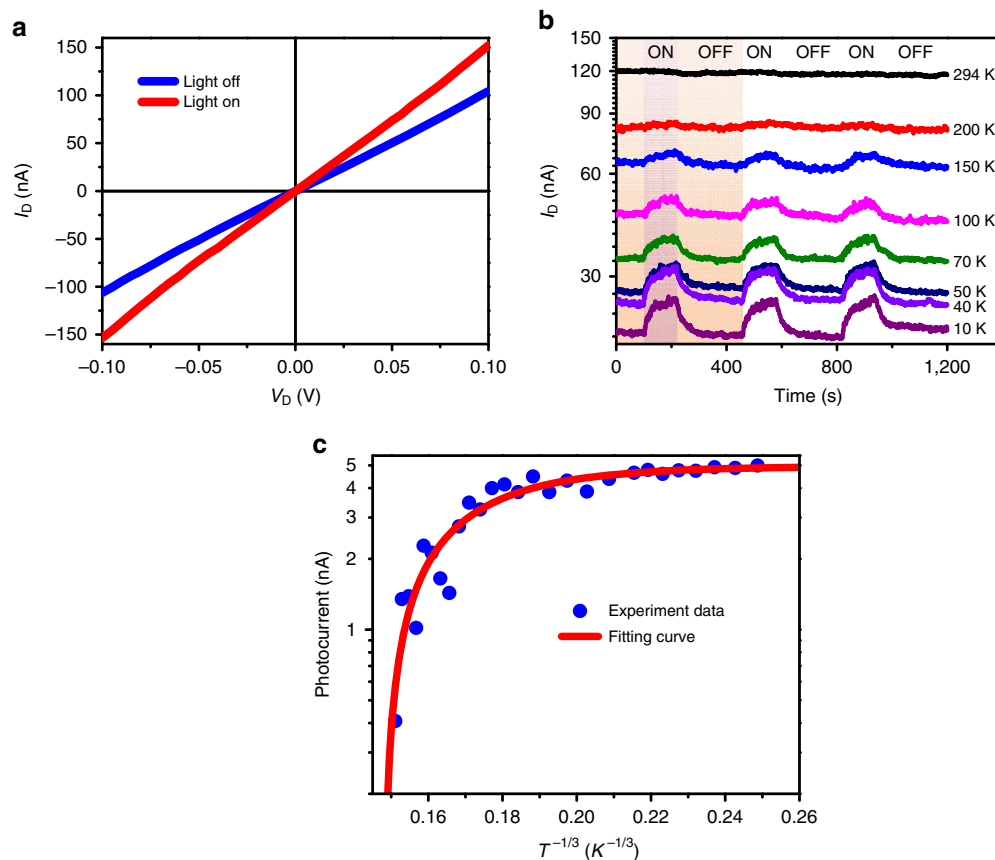 a
150
100
50
0
−50
−100
−150
I_D (nA)
Light off
Light on
−0.10
−0.05
0.00
0.05
0.10
V_D (V)
b
150
120
90
60
30
I_D (nA)
ON OFF ON OFF ON OFF
294 K
200 K
150 K
100 K
70 K
50 K
40 K
10 K
0
400
800
1,200
Time (s)
c
5
4
3
2
1
Photocurrent (nA)
Experiment data
Fitting curve
0.16
0.18
0.20
0.22
0.24
0.26
T^−1/3 (K^−1/3)